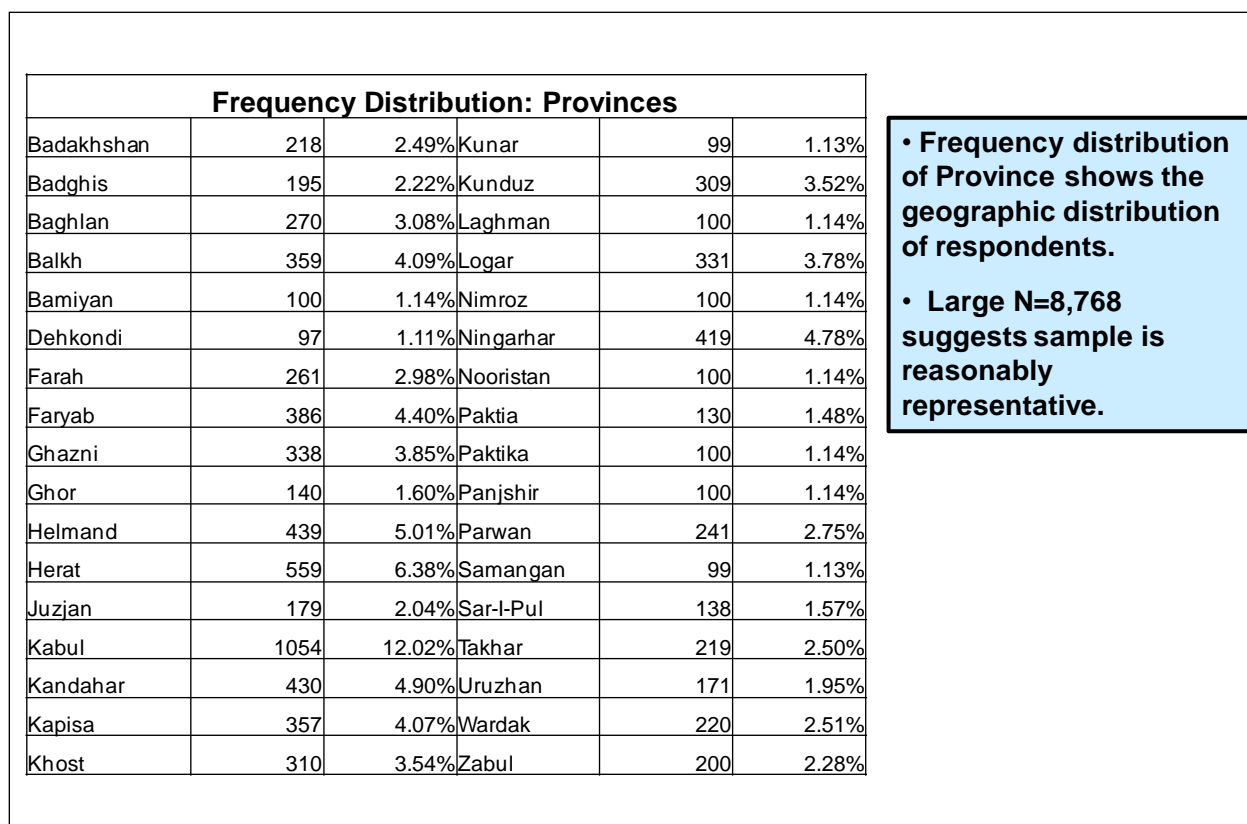 Frequency Distribution: Provinces
Badakhshan 218 2.49% Kunar 99 1.13%
Badghis 195 2.22% Kunduz 309 3.52%
Baghlan 270 3.08% Laghman 100 1.14%
Balkh 359 4.09% Logar 331 3.78%
Bamiyan 100 1.14% Nimroz 100 1.14%
Dehkondi 97 1.11% Ningarhar 419 4.78%
Farah 261 2.98% Nooristan 100 1.14%
Faryab 386 4.40% Paktia 130 1.48%
Ghazni 338 3.85% Paktika 100 1.14%
Ghor 140 1.60% Panjshir 100 1.14%
Helmand 439 5.01% Parwan 241 2.75%
Herat 559 6.38% Samangan 99 1.13%
Juzjan 179 2.04% Sar-I-Pul 138 1.57%
Kabul 1054 12.02% Takhar 219 2.50%
Kandahar 430 4.90% Uruzhan 171 1.95%
Kapisa 357 4.07% Wardak 220 2.51%
Khost 310 3.54% Zabul 200 2.28%
• Frequency distribution
of Province shows the
geographic distribution
of respondents.
• Large N=8,768
suggests sample is
reasonably
representative.